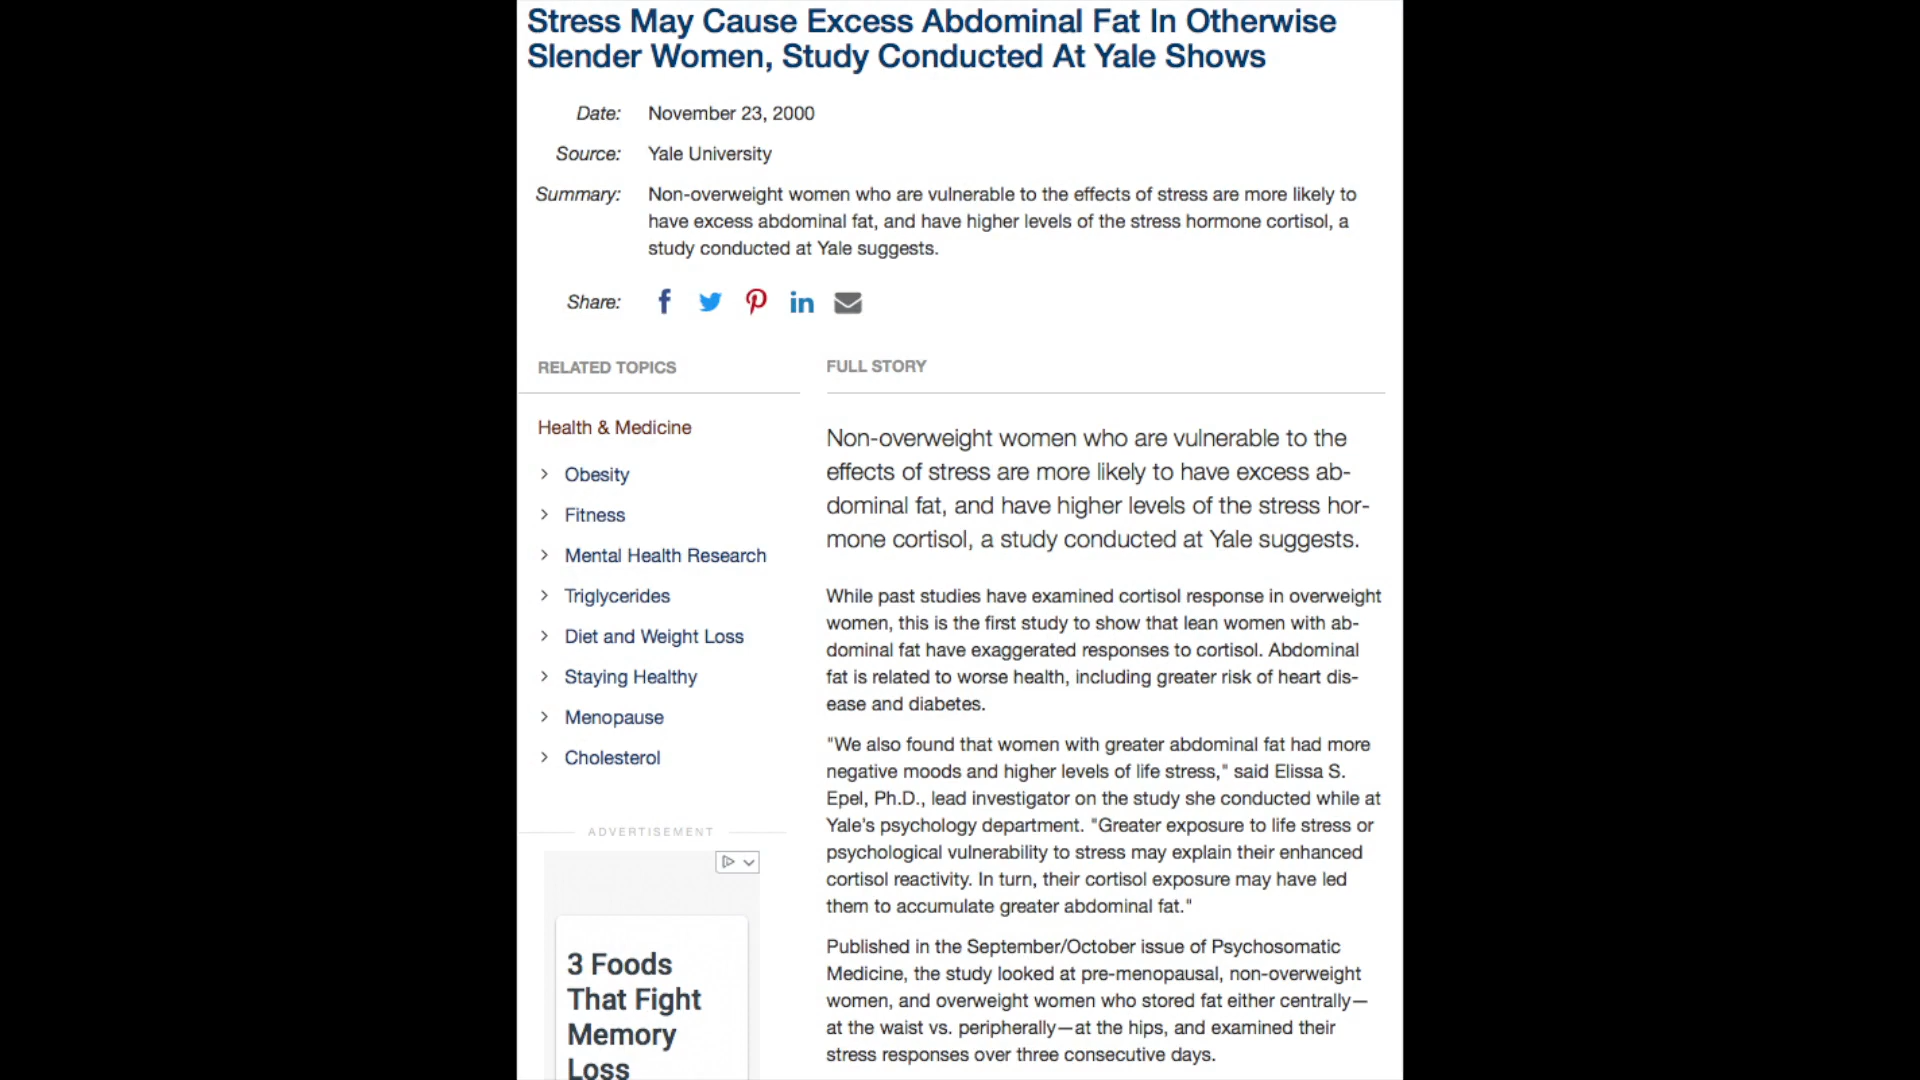 Stress May Cause Excess Abdominal Fat In Otherwise
Slender Women, Study Conducted At Yale Shows
Date: November 23, 2000
Source: Yale University
Summary: Non-overweight women who are vulnerable to the effects of stress are more likely to
have excess abdominal fat, and have higher levels of the stress hormone cortisol, a
study conducted at Yale suggests.
Share:
RELATED TOPICS
Health & Medicine
Obesity
Fitness
Mental Health Research
Triglycerides
Diet and Weight Loss
Staying Healthy
Menopause
Cholesterol
ADVERTISEMENT
3 Foods
That Fight
Memory
Loss
FULL STORY
Non-overweight women who are vulnerable to the
effects of stress are more likely to have excess ab-
dominal fat, and have higher levels of the stress hor-
mone cortisol, a study conducted at Yale suggests.
While past studies have examined cortisol response in overweight
women, this is the first study to show that lean women with ab-
dominal fat have exaggerated responses to cortisol. Abdominal
fat is related to worse health, including greater risk of heart dis-
ease and diabetes.
"We also found that women with greater abdominal fat had more
negative moods and higher levels of life stress," said Elissa S.
Epel, Ph.D., lead investigator on the study she conducted while at
Yale's psychology department. "Greater exposure to life stress or
psychological vulnerability to stress may explain their enhanced
cortisol reactivity. In turn, their cortisol exposure may have led
them to accumulate greater abdominal fat."
Published in the September/October issue of Psychosomatic
Medicine, the study looked at pre-menopausal, non-overweight
women, and overweight women who stored fat either centrally—
at the waist vs. peripherally—at the hips, and examined their
stress responses over three consecutive days.